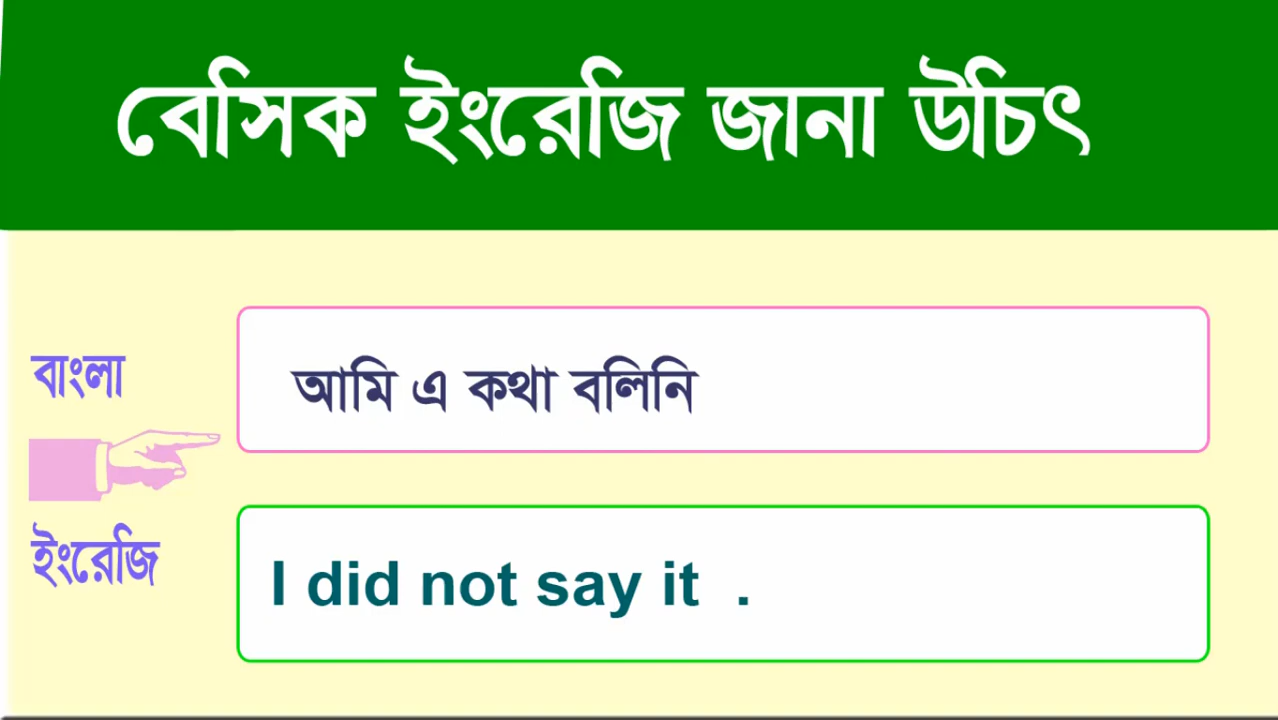 বেসিক ইংরেজি জানা উচিৎ
বাংলা
আমি এ কথা বলিনি
ইংরেজি
I did not say it .